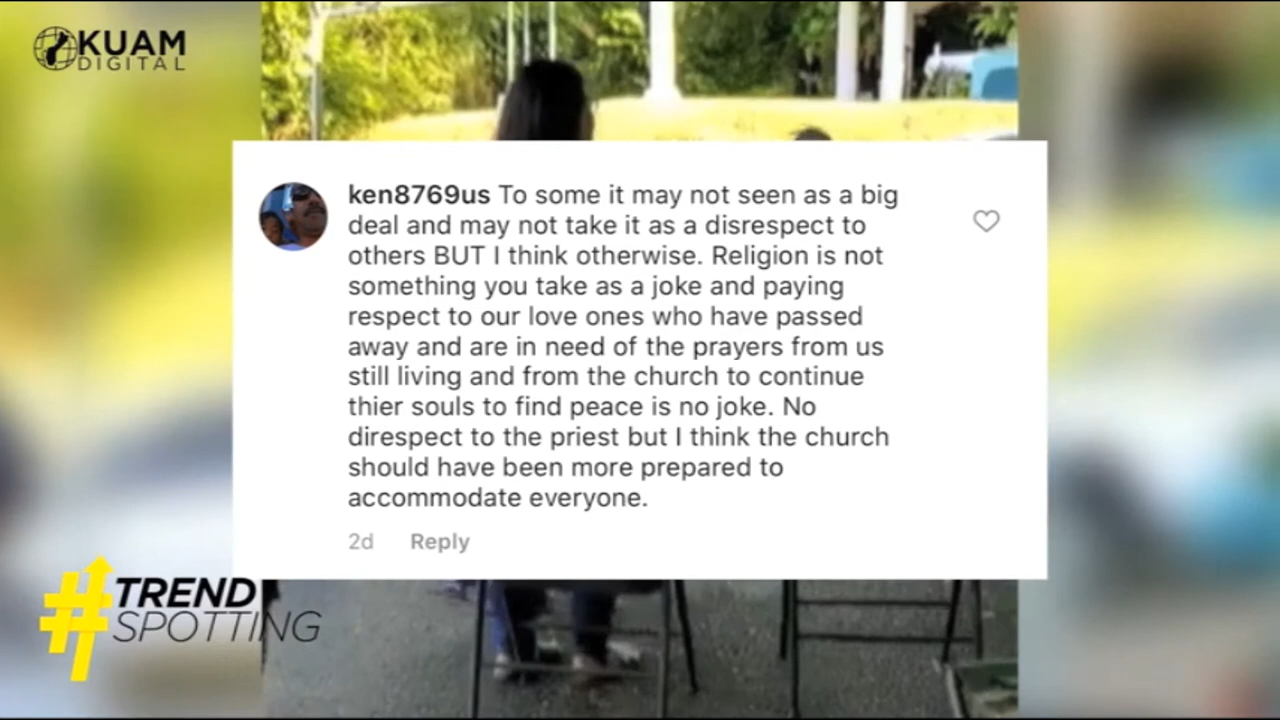 KUAM
DIGITAL
ken8769us To some it may not seen as a big
deal and may not take it as a disrespect to
others BUT I think otherwise. Religion is not
something you take as a joke and paying
respect to our love ones who have passed
away and are in need of the prayers from us
still living and from the church to continue
thier souls to find peace is no joke. No
direspect to the priest but I think the church
should have been more prepared to
accommodate everyone.
2d Reply
#TREND
SPOTTING